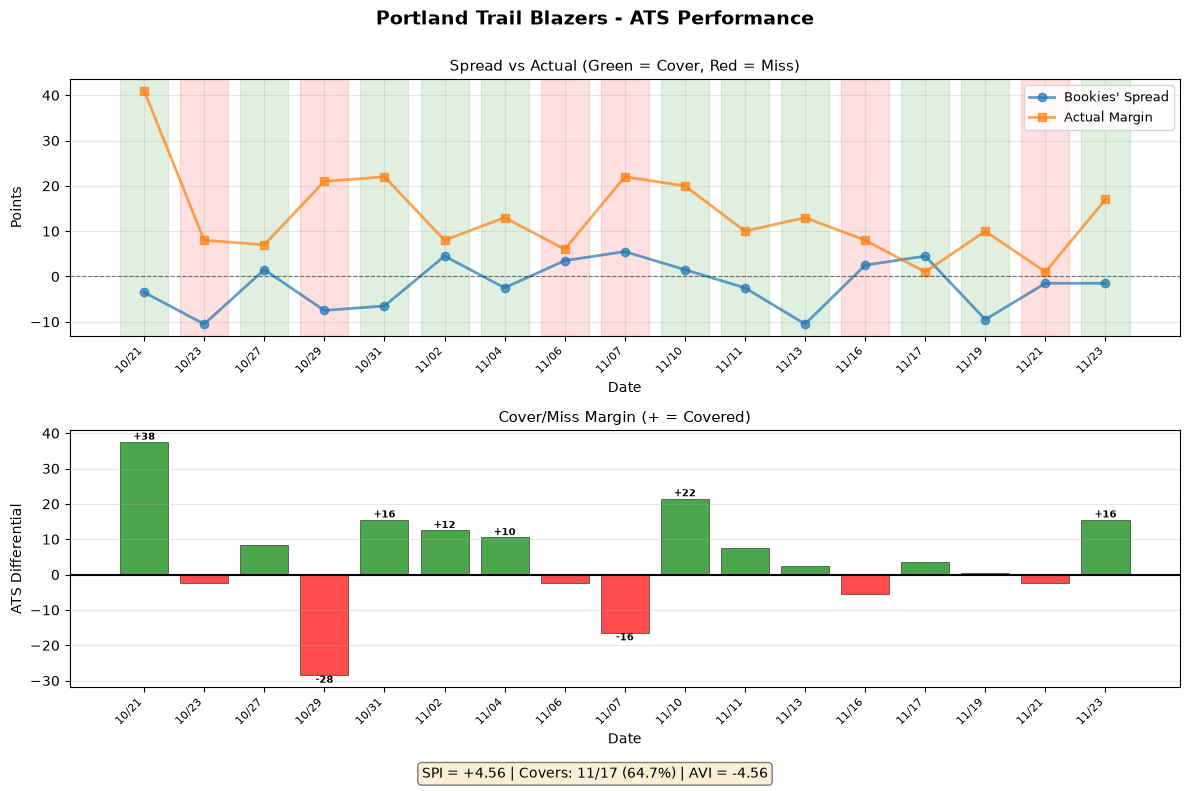 Portland Trail Blazers - ATS Performance
Spread vs Actual (Green = Cover, Red = Miss)
Points
40
30
20
10
0
−10
Bookies' Spread
Actual Margin
10/21 10/23 10/27 10/29 10/31 11/02 11/04 11/06 11/07 11/10 11/11 11/13 11/16 11/17 11/19 11/21 11/23
Date
Cover/Miss Margin (+ = Covered)
ATS Differential
40
30
20
10
0
−10
−20
−30
+38
-28
+16
+12
+10
-16
+22
+16
10/21 10/23 10/27 10/29 10/31 11/02 11/04 11/06 11/07 11/10 11/11 11/13 11/16 11/17 11/19 11/21 11/23
Date
SPI = +4.56 | Covers: 11/17 (64.7%) | AVI = -4.56